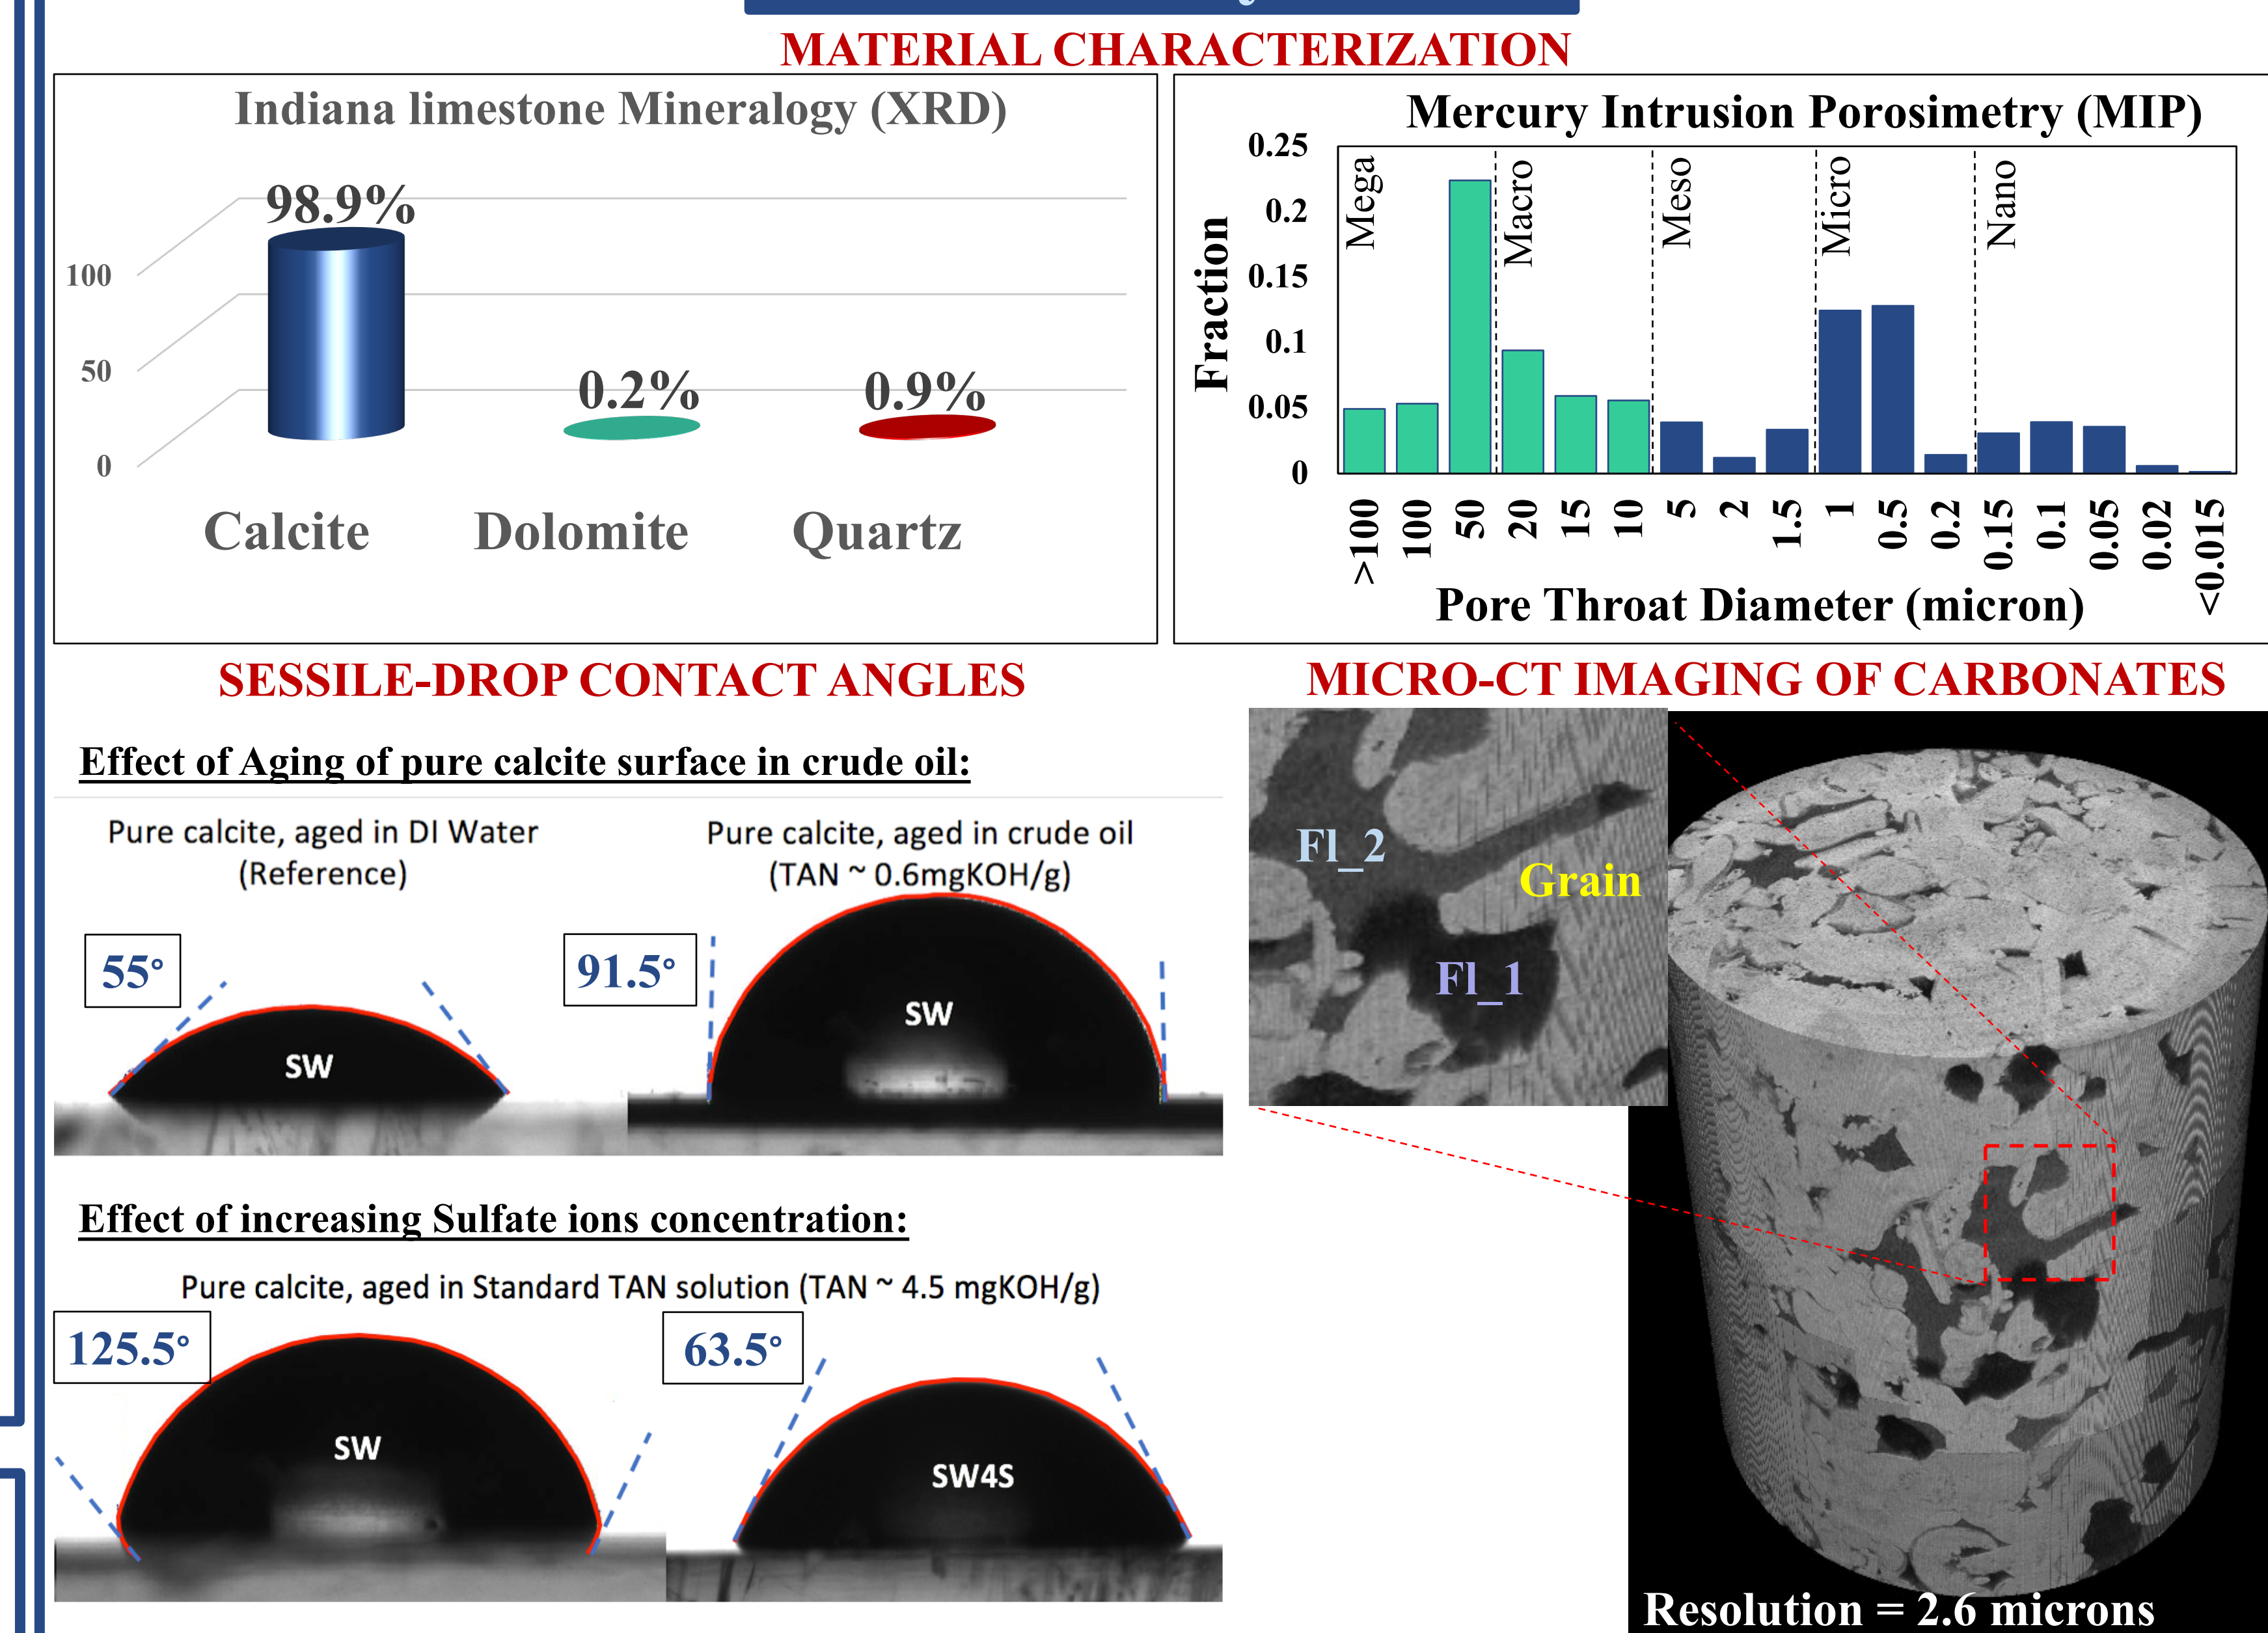 MATERIAL CHARACTERIZATION
Indiana limestone Mineralogy (XRD)
98.9%
0.2%
0.9%
100
50
0
Calcite
Dolomite
Quartz
Mercury Intrusion Porosimetry (MIP)
Fraction
0.25
0.2
0.15
0.1
0.05
0
Mega
Macro
Meso
Micro
Nano
>100
100
50
20
15
10
5
2
1.5
1
0.5
0.2
0.15
0.1
0.05
0.02
<0.015
Pore Throat Diameter (micron)
SESSILE-DROP CONTACT ANGLES
Effect of Aging of pure calcite surface in crude oil:
Pure calcite, aged in DI Water
(Reference)
55°
SW
Pure calcite, aged in crude oil
(TAN ~ 0.6mgKOH/g)
91.5°
SW
Effect of increasing Sulfate ions concentration:
Pure calcite, aged in Standard TAN solution (TAN ~ 4.5 mgKOH/g)
125.5°
SW
63.5°
SW4S
MICRO-CT IMAGING OF CARBONATES
Fl_2
Grain
Fl_1
Resolution = 2.6 microns